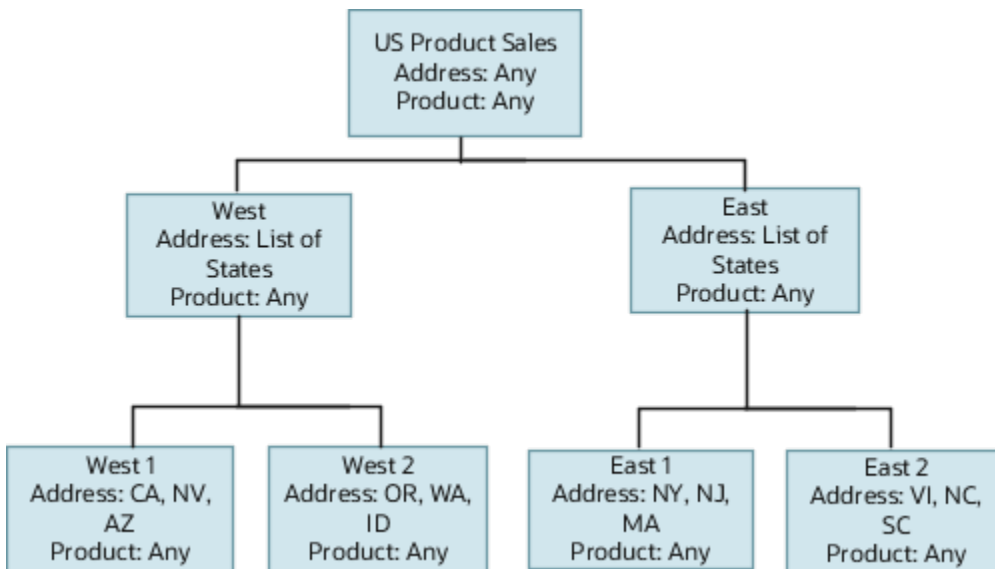 US Product Sales
Address: Any
Product: Any
West
Address: List of
States
Product: Any
East
Address: List of
States
Product: Any
West 1
Address: CA, NV,
AZ
Product: Any
West 2
Address: OR, WA,
ID
Product: Any
East 1
Address: NY, NJ,
MA
Product: Any
East 2
Address: VI, NC,
SC
Product: Any